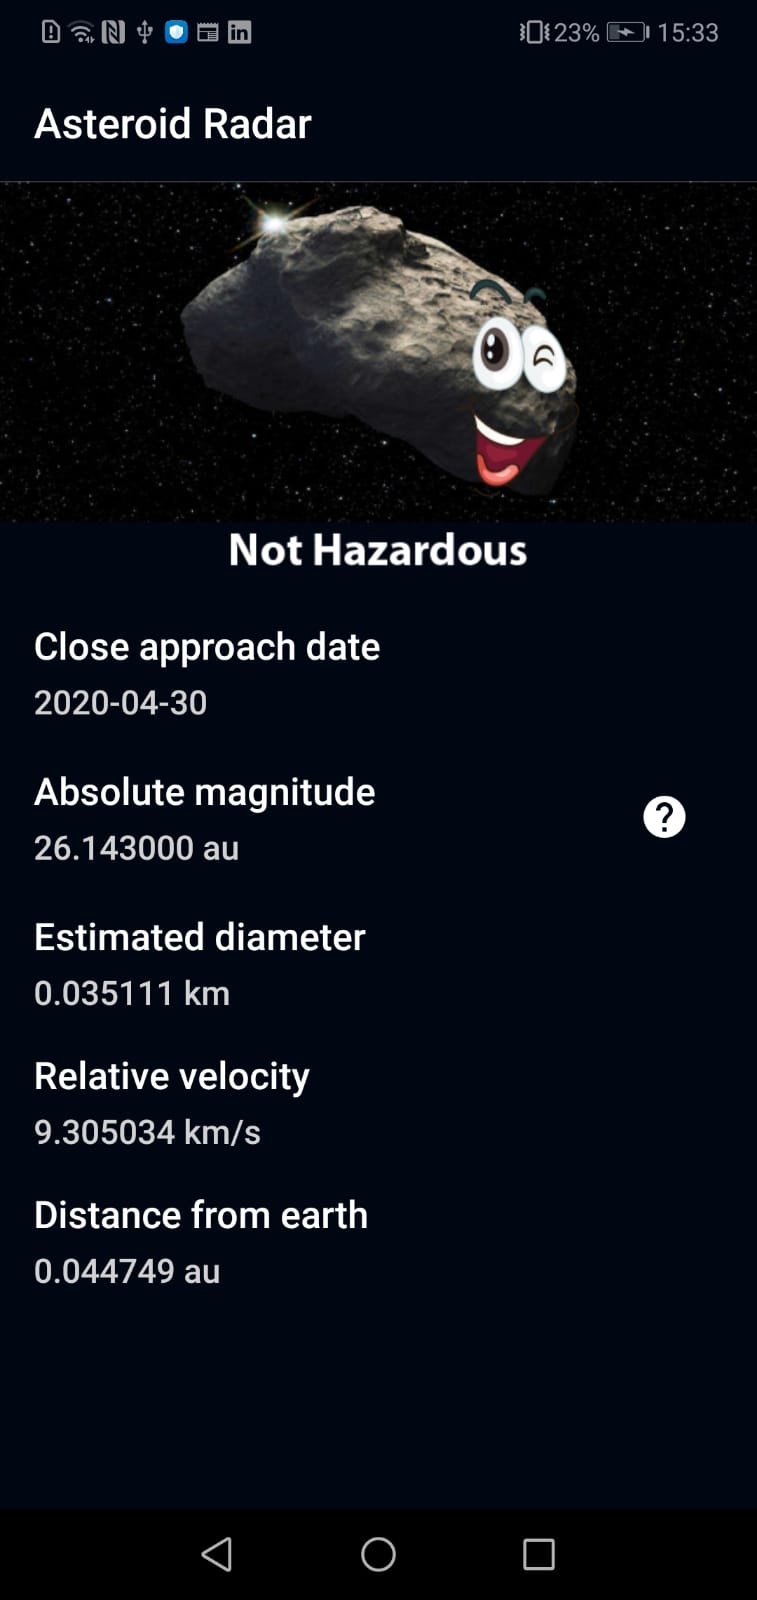 23% 15:33
Asteroid Radar
Not Hazardous
Close approach date
2020-04-30
Absolute magnitude
26.143000 au
?
Estimated diameter
0.035111 km
Relative velocity
9.305034 km/s
Distance from earth
0.044749 au